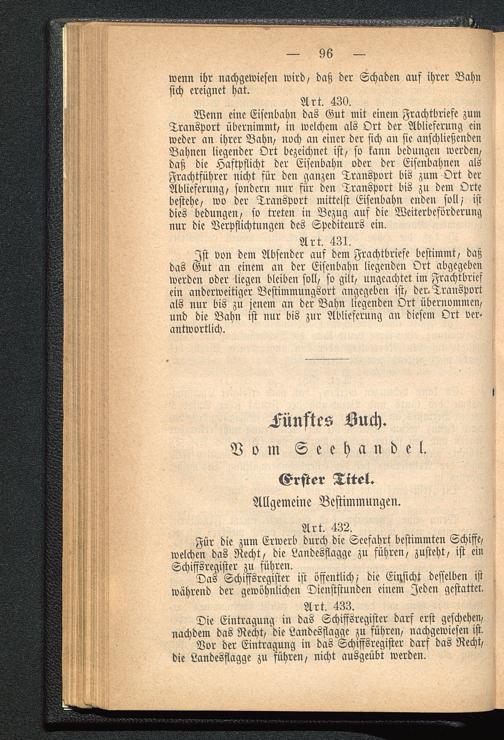 — 96 —
wenn ihr nachgewiesen wird, daß der Schaden auf ihrer Bahn
sich ereignet hat.
Art. 430.
Wenn eine Eisenbahn das Gut mit einem Frachtbriefe zum
Transport übernimmt, in welchem als Ort der Ablieferung ein
weder an ihrer Bahn, noch an einer der sich an sie anschließenden
Bahnen liegender Ort bezeichnet ist, so kann bedungen werden,
daß die Haftpflicht der Eisenbahn oder der Eisenbahnen als
Frachtführer nicht für den ganzen Transport bis zum Ort der
Ablieferung, sondern nur für den Transport bis zu dem Orte
bestehe, wo der Transport mittelst Eisenbahn enden soll; ist
dies bedungen, so treten in Bezug auf die Weiterbeförderung
nur die Verpflichtungen des Spediteurs ein.
Art. 431.
Ist von dem Absender auf dem Frachtbriefe bestimmt, daß
das Gut an einem an der Eisenbahn liegenden Ort abgegeben
werden oder liegen bleiben soll, so gilt, ungeachtet im Frachtbrief
ein anderweitiger Bestimmungsort angegeben ist, der Transport
als nur bis zu jenem an der Bahn liegenden Ort übernommen,
und die Bahn ist nur bis zur Ablieferung an diesem Ort ver-
antwortlich.
Fünftes Buch.
Vom Seehandel.
Erster Titel.
Allgemeine Bestimmungen.
Art. 432.
Für die zum Erwerb durch die Seefahrt bestimmten Schiffe,
welchen das Recht, die Landesflagge zu führen, zusteht, ist ein
Schiffsregister zu führen.
Das Schiffsregister ist öffentlich; die Einsicht desselben ist
während der gewöhnlichen Dienststunden einem Jeden gestattet.
Art. 433.
Die Eintragung in das Schiffsregister darf erst geschehen,
nachdem das Recht, die Landesflagge zu führen, nachgewiesen ist.
Vor der Eintragung in das Schiffsregister darf das Recht,
die Landesflagge zu führen, nicht ausgeübt werden.